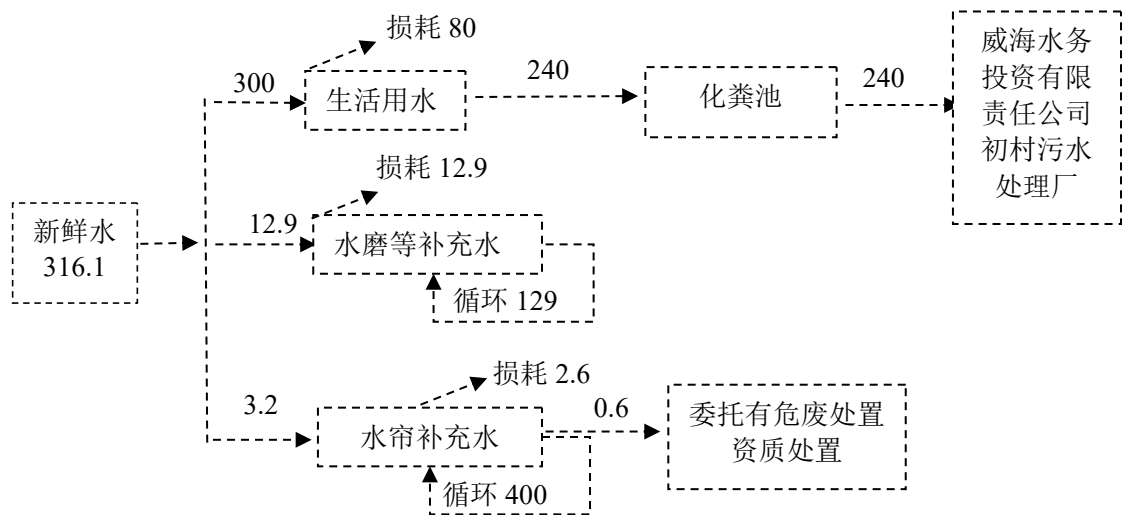 损耗 80
300
生活用水
240
化粪池
240
威海水务
投资有限
责任公司
初村污水
处理厂
损耗 12.9
新鲜水
316.1
12.9
水磨等补充水
循环 129
损耗 2.6
3.2
水帘补充水
0.6
委托有危废处置
资质处置
循环 400